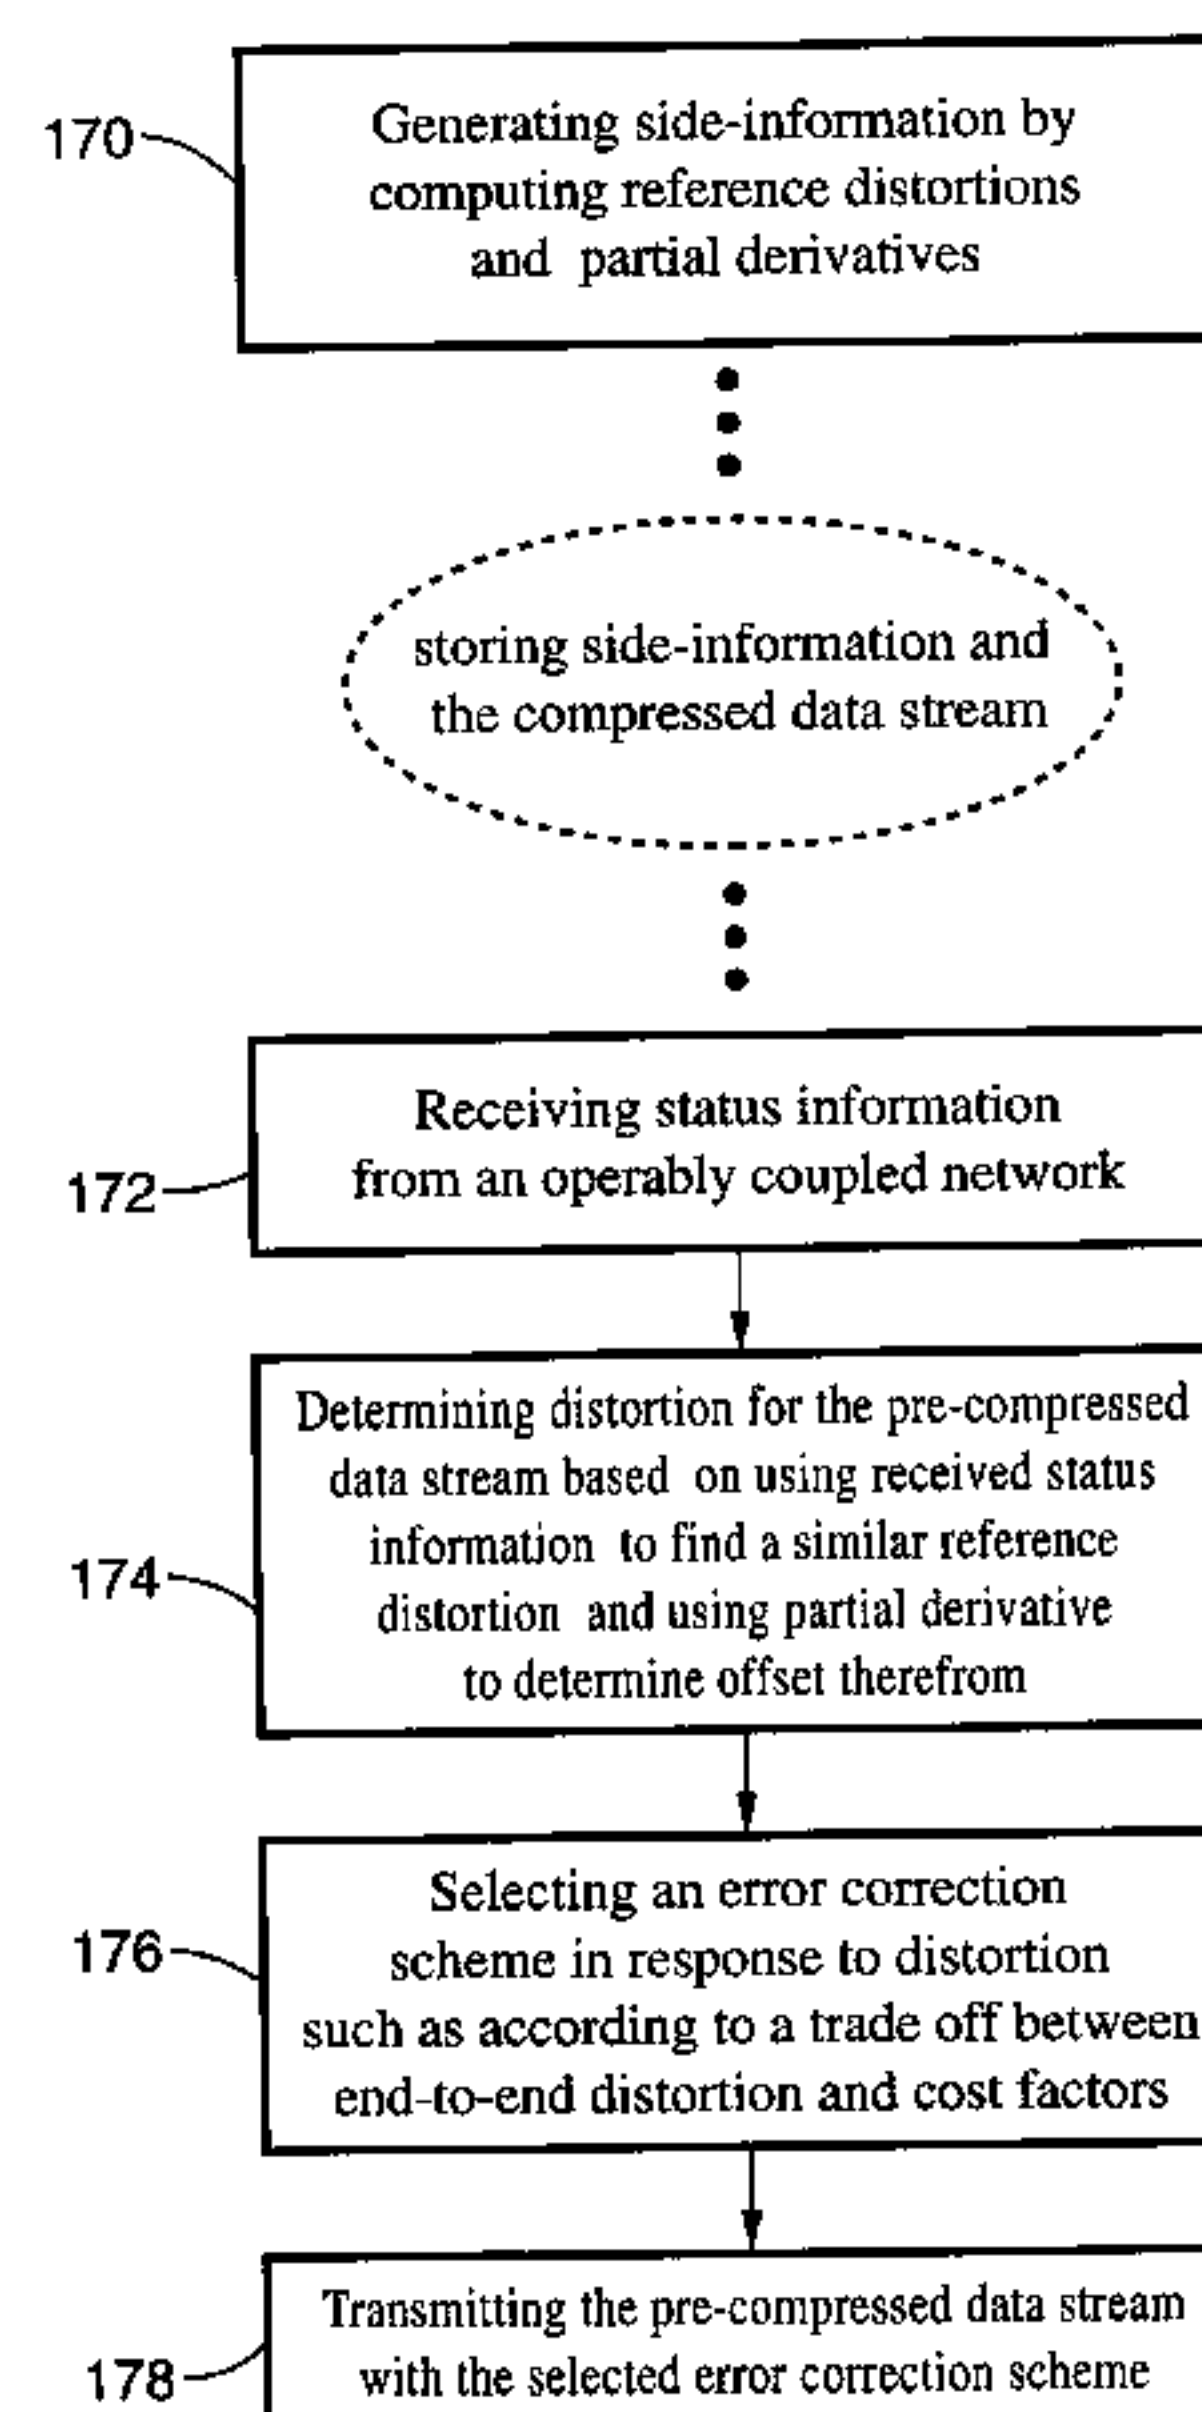 170
Generating side-information by
computing reference distortions
and partial derivatives
storing side-information and
the compressed data stream
172
Receiving status information
from an operably coupled network
174
Determining distortion for the pre-compressed
data stream based on using received status
information to find a similar reference
distortion and using partial derivative
to determine offset therefrom
176
Selecting an error correction
scheme in response to distortion
such as according to a trade off between
end-to-end distortion and cost factors
178
Transmitting the pre-compressed data stream
with the selected error correction scheme